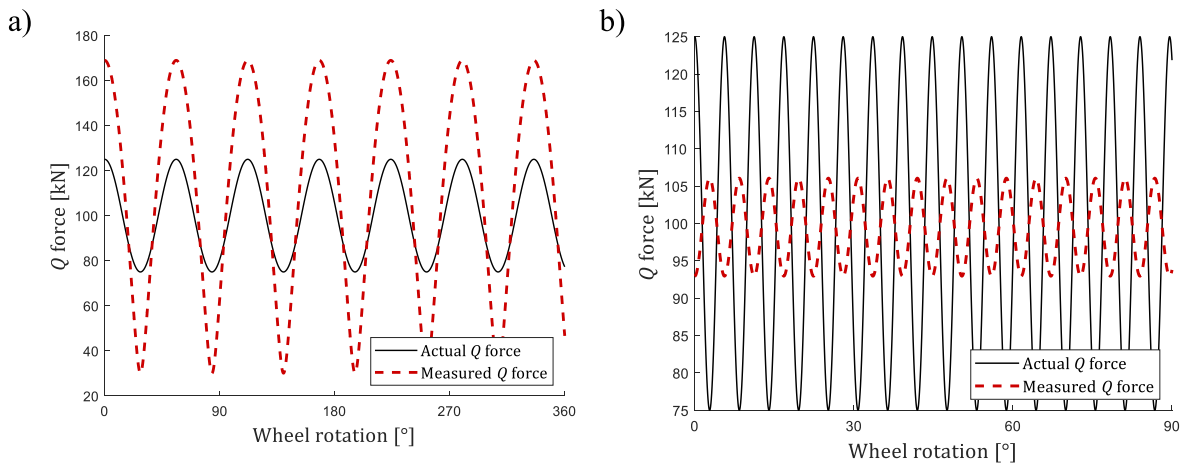 a)
180
160
140
120
100
80
60
40
20
0
90
180
270
360
Q force [kN]
Wheel rotation [°]
Actual Q force
Measured Q force
b)
125
120
115
110
105
100
95
90
85
80
75
0
30
60
90
Q force [kN]
Wheel rotation [°]
Actual Q force
Measured Q force